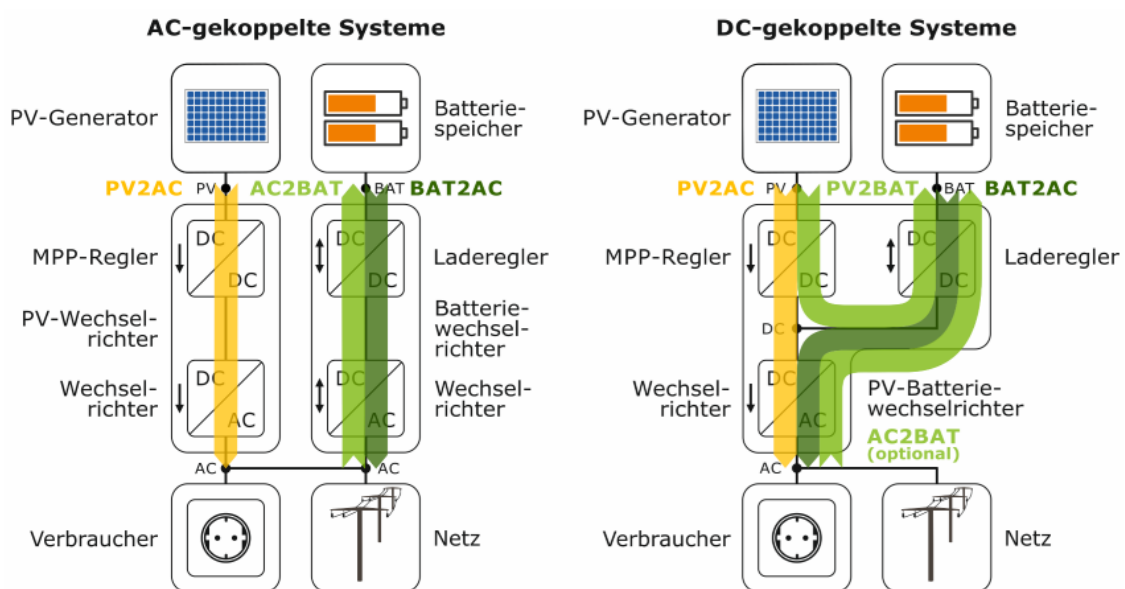 AC-gekoppelte Systeme
PV-Generator
Batterie-
speicher
PV2AC
PV
AC2BAT
BAT
BAT2AC
MPP-Regler
DC
DC
DC
DC
Laderegler
PV-Wechsel-
richter
Batterie-
wechsel-
richter
Wechsel-
richter
DC
AC
DC
AC
Wechsel-
richter
AC
AC
Verbraucher
Netz
DC-gekoppelte Systeme
PV-Generator
Batterie-
speicher
PV2AC
PV
PV2BAT
BAT
BAT2AC
MPP-Regler
DC
DC
DC
DC
Laderegler
DC
Wechsel-
richter
DC
AC
PV-Batterie-
wechselrichter
AC2BAT
(optional)
AC
Verbraucher
Netz